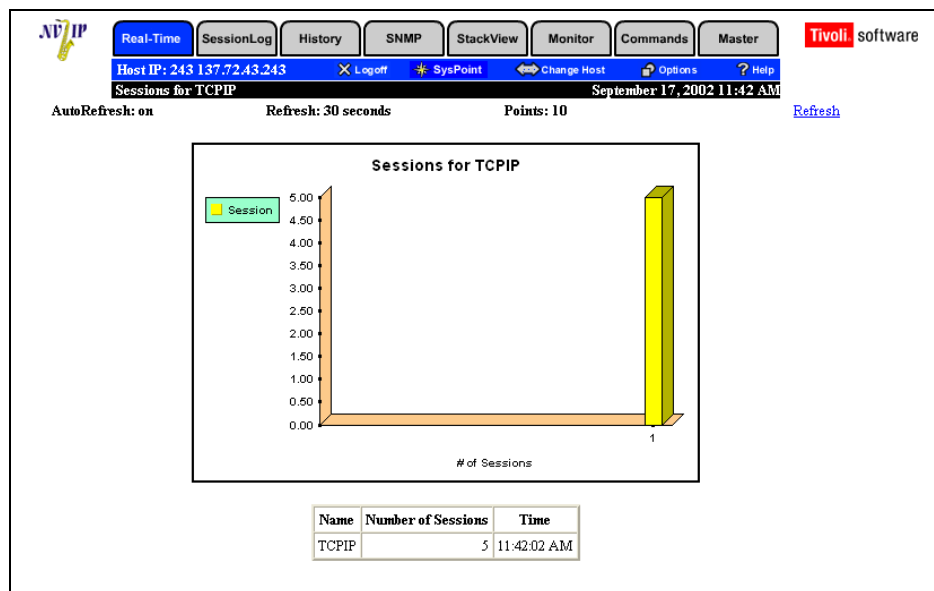 NV IP
Real-Time SessionLog History SNMP StackView Monitor Commands Master
Tivoli. software
Host IP: 243 137.72.43.243 Logoff SysPoint Change Host Options ? Help
Sessions for TCPIP September 17, 2002 11:42 AM
AutoRefresh: on Refresh: 30 seconds Points: 10 Refresh
Sessions for TCPIP
Session
5.00
4.50
4.00
3.50
3.00
2.50
2.00
1.50
1.00
0.50
0.00
1
# of Sessions
Name Number of Sessions Time
TCPIP 5 11:42:02 AM